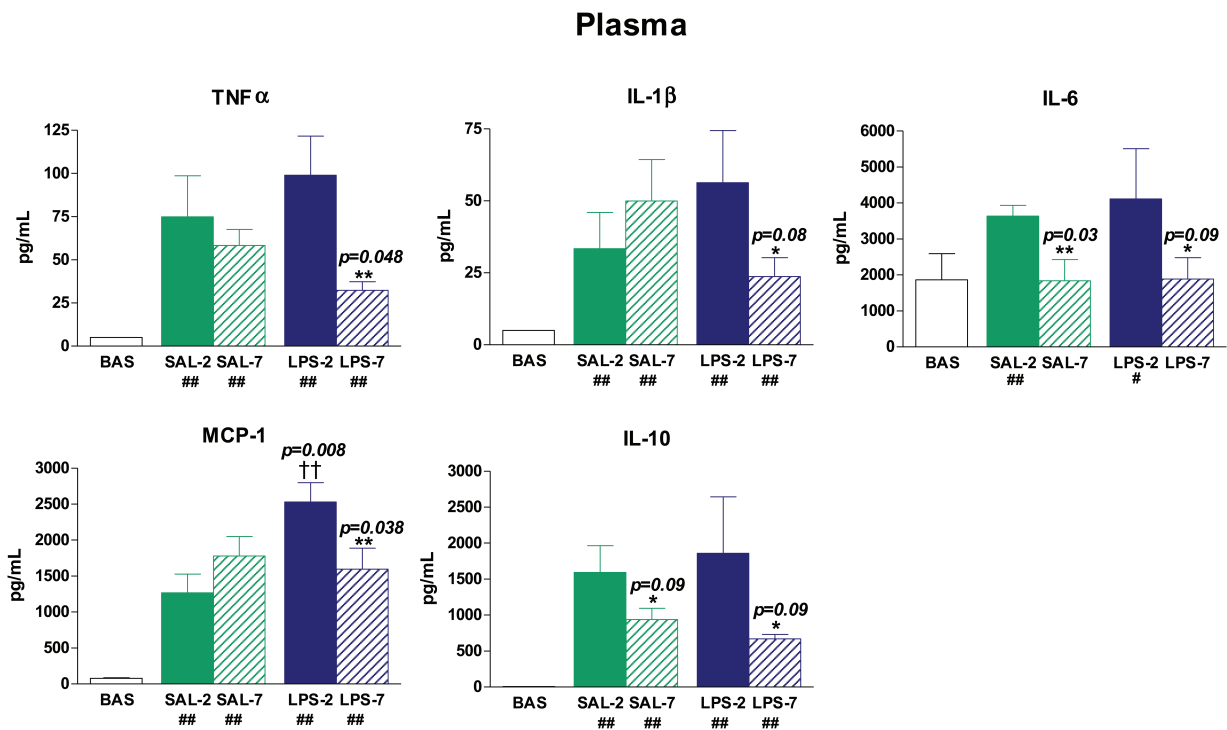 Plasma
TNF α
125
100
75
50
25
0
pg/mL
p=0.048
**
BAS SAL-2 SAL-7 LPS-2 LPS-7
## ## ## ##
IL-1β
75
50
25
0
pg/mL
p=0.08
*
BAS SAL-2 SAL-7 LPS-2 LPS-7
## ## ## ##
IL-6
6000
5000
4000
3000
2000
1000
0
pg/mL
p=0.03
**
p=0.09
*
BAS SAL-2 SAL-7 LPS-2 LPS-7
## #
MCP-1
3000
2500
2000
1500
1000
500
0
pg/mL
p=0.008
††
p=0.038
**
BAS SAL-2 SAL-7 LPS-2 LPS-7
## ## ## ##
IL-10
3000
2500
2000
1500
1000
500
0
pg/mL
p=0.09
*
p=0.09
*
BAS SAL-2 SAL-7 LPS-2 LPS-7
## ## ## ##